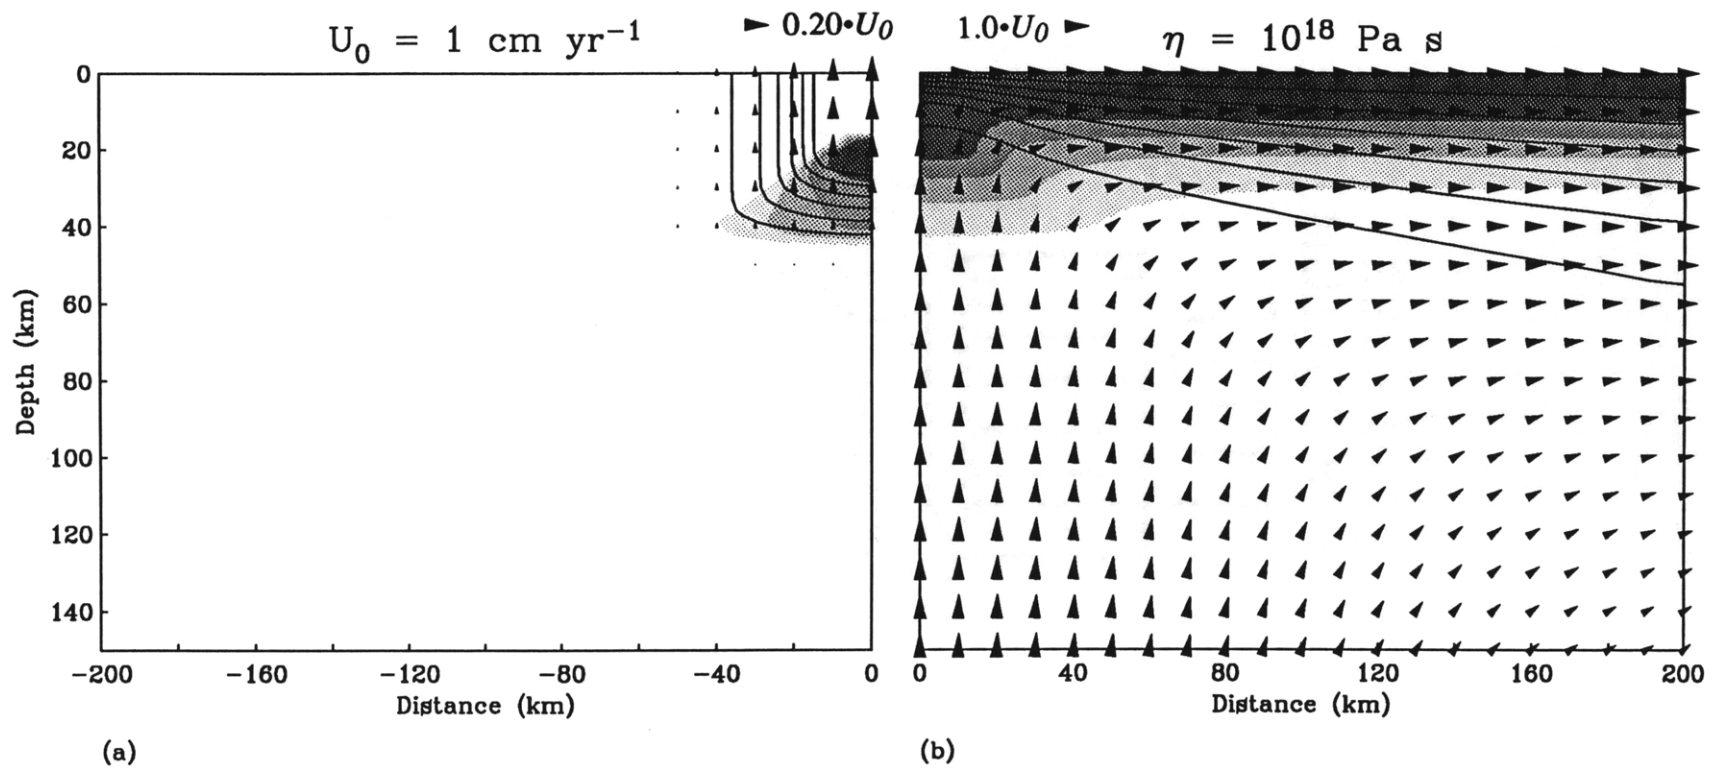 U₀ = 1 cm yr⁻¹
0.20•U₀
1.0•U₀
η = 10¹⁸ Pa s
0
20
40
60
80
100
120
140
Depth (km)
-200 -160 -120 -80 -40 0
0 40 80 120 160 200
Distance (km)
Distance (km)
(a)
(b)